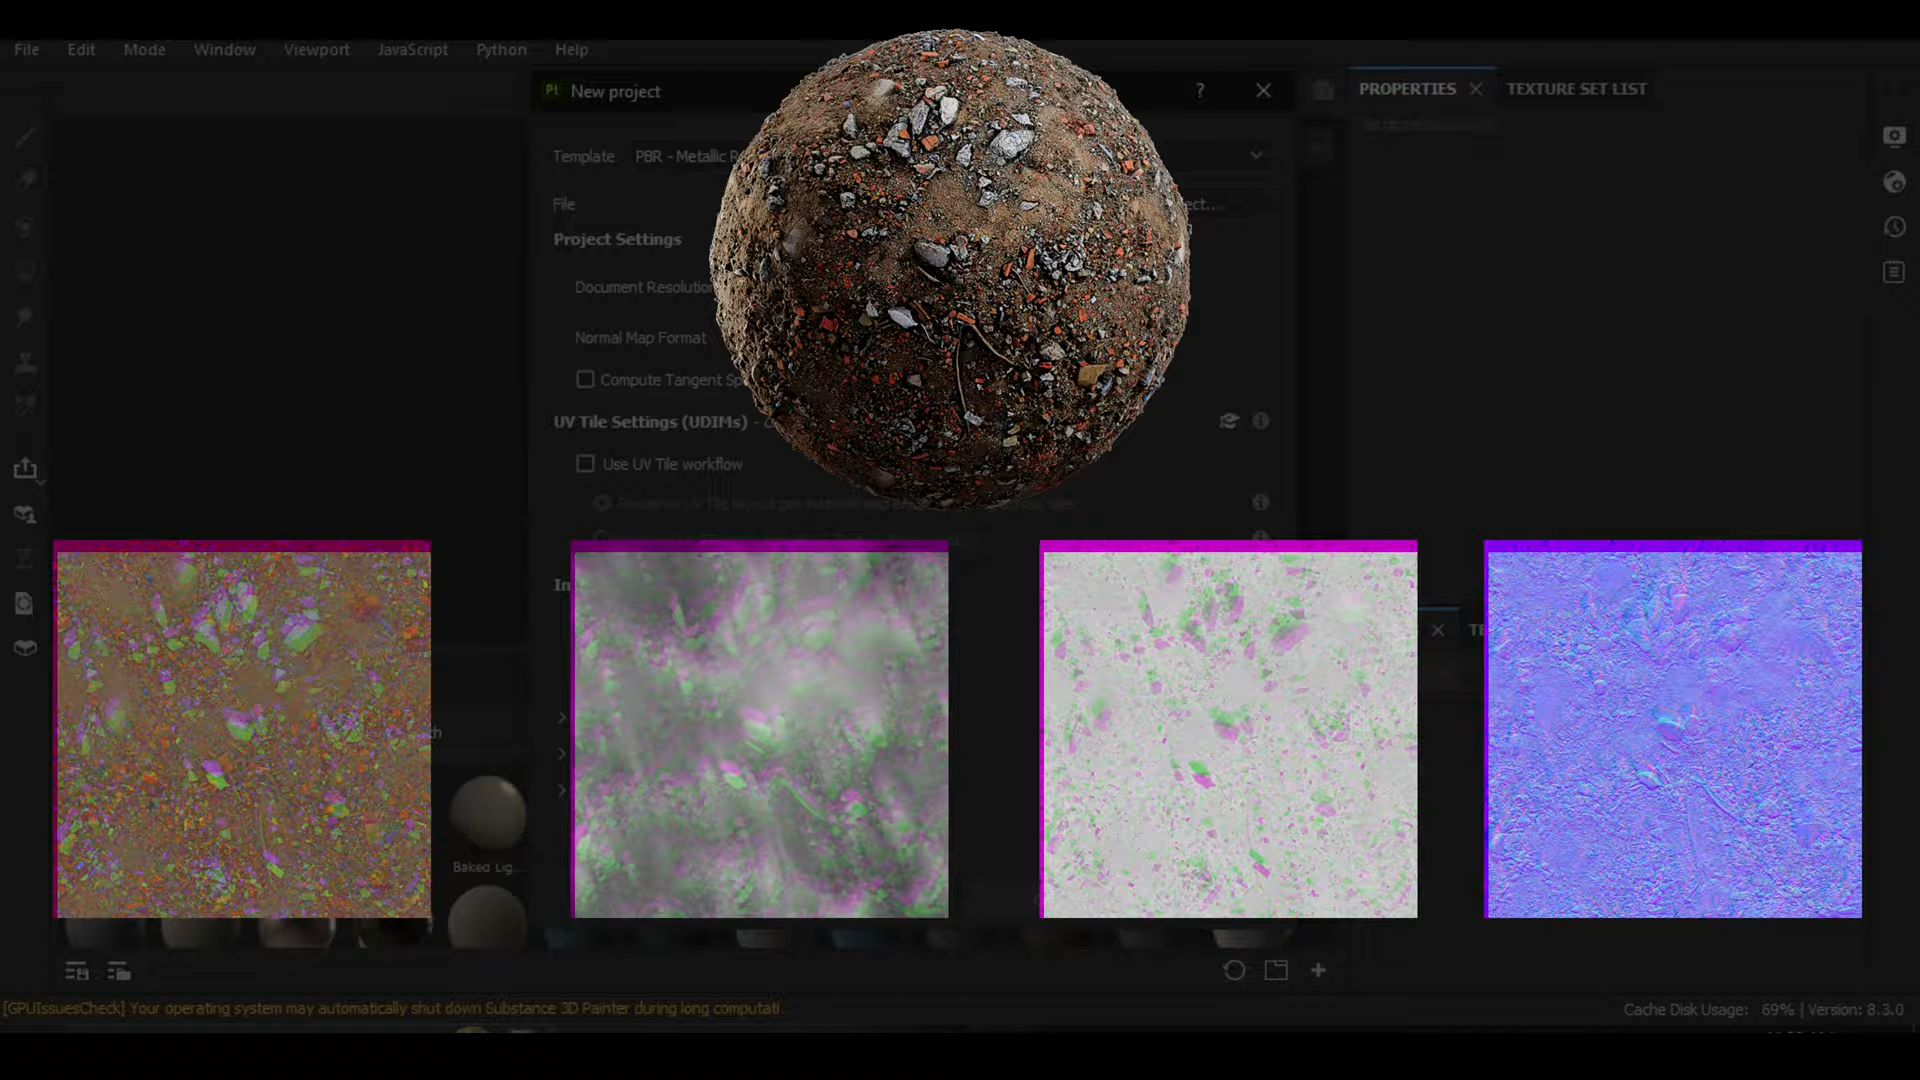 File Edit Mode Window Viewport JavaScript Python Help
Pt New project ?
PROPERTIES TEXTURE SET LIST
Template PBR - Metallic
File
Project Settings
Document Resolution
Normal Map Format
Compute Tangent
UV Tile Settings (UDIMs) -
Use UV Tile workflow
Baked Lig...
[GPUIssuesCheck] Your operating system may automatically shut down Substance 3D Painter during long computati
Cache Disk Usage: 69% | Version: 8.3.0